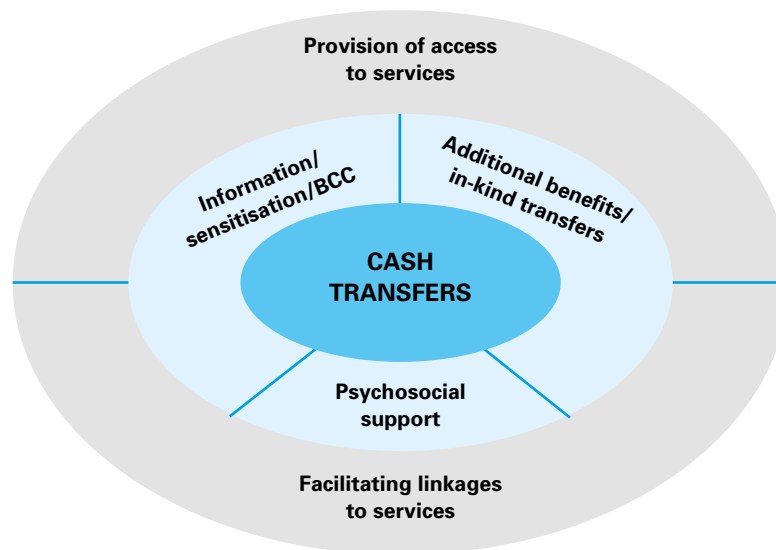 Provision of access
to services
Information/
sensitisation/BCC
Additional benefits/
in-kind transfers
CASH
TRANSFERS
Psychosocial
support
Facilitating linkages
to services